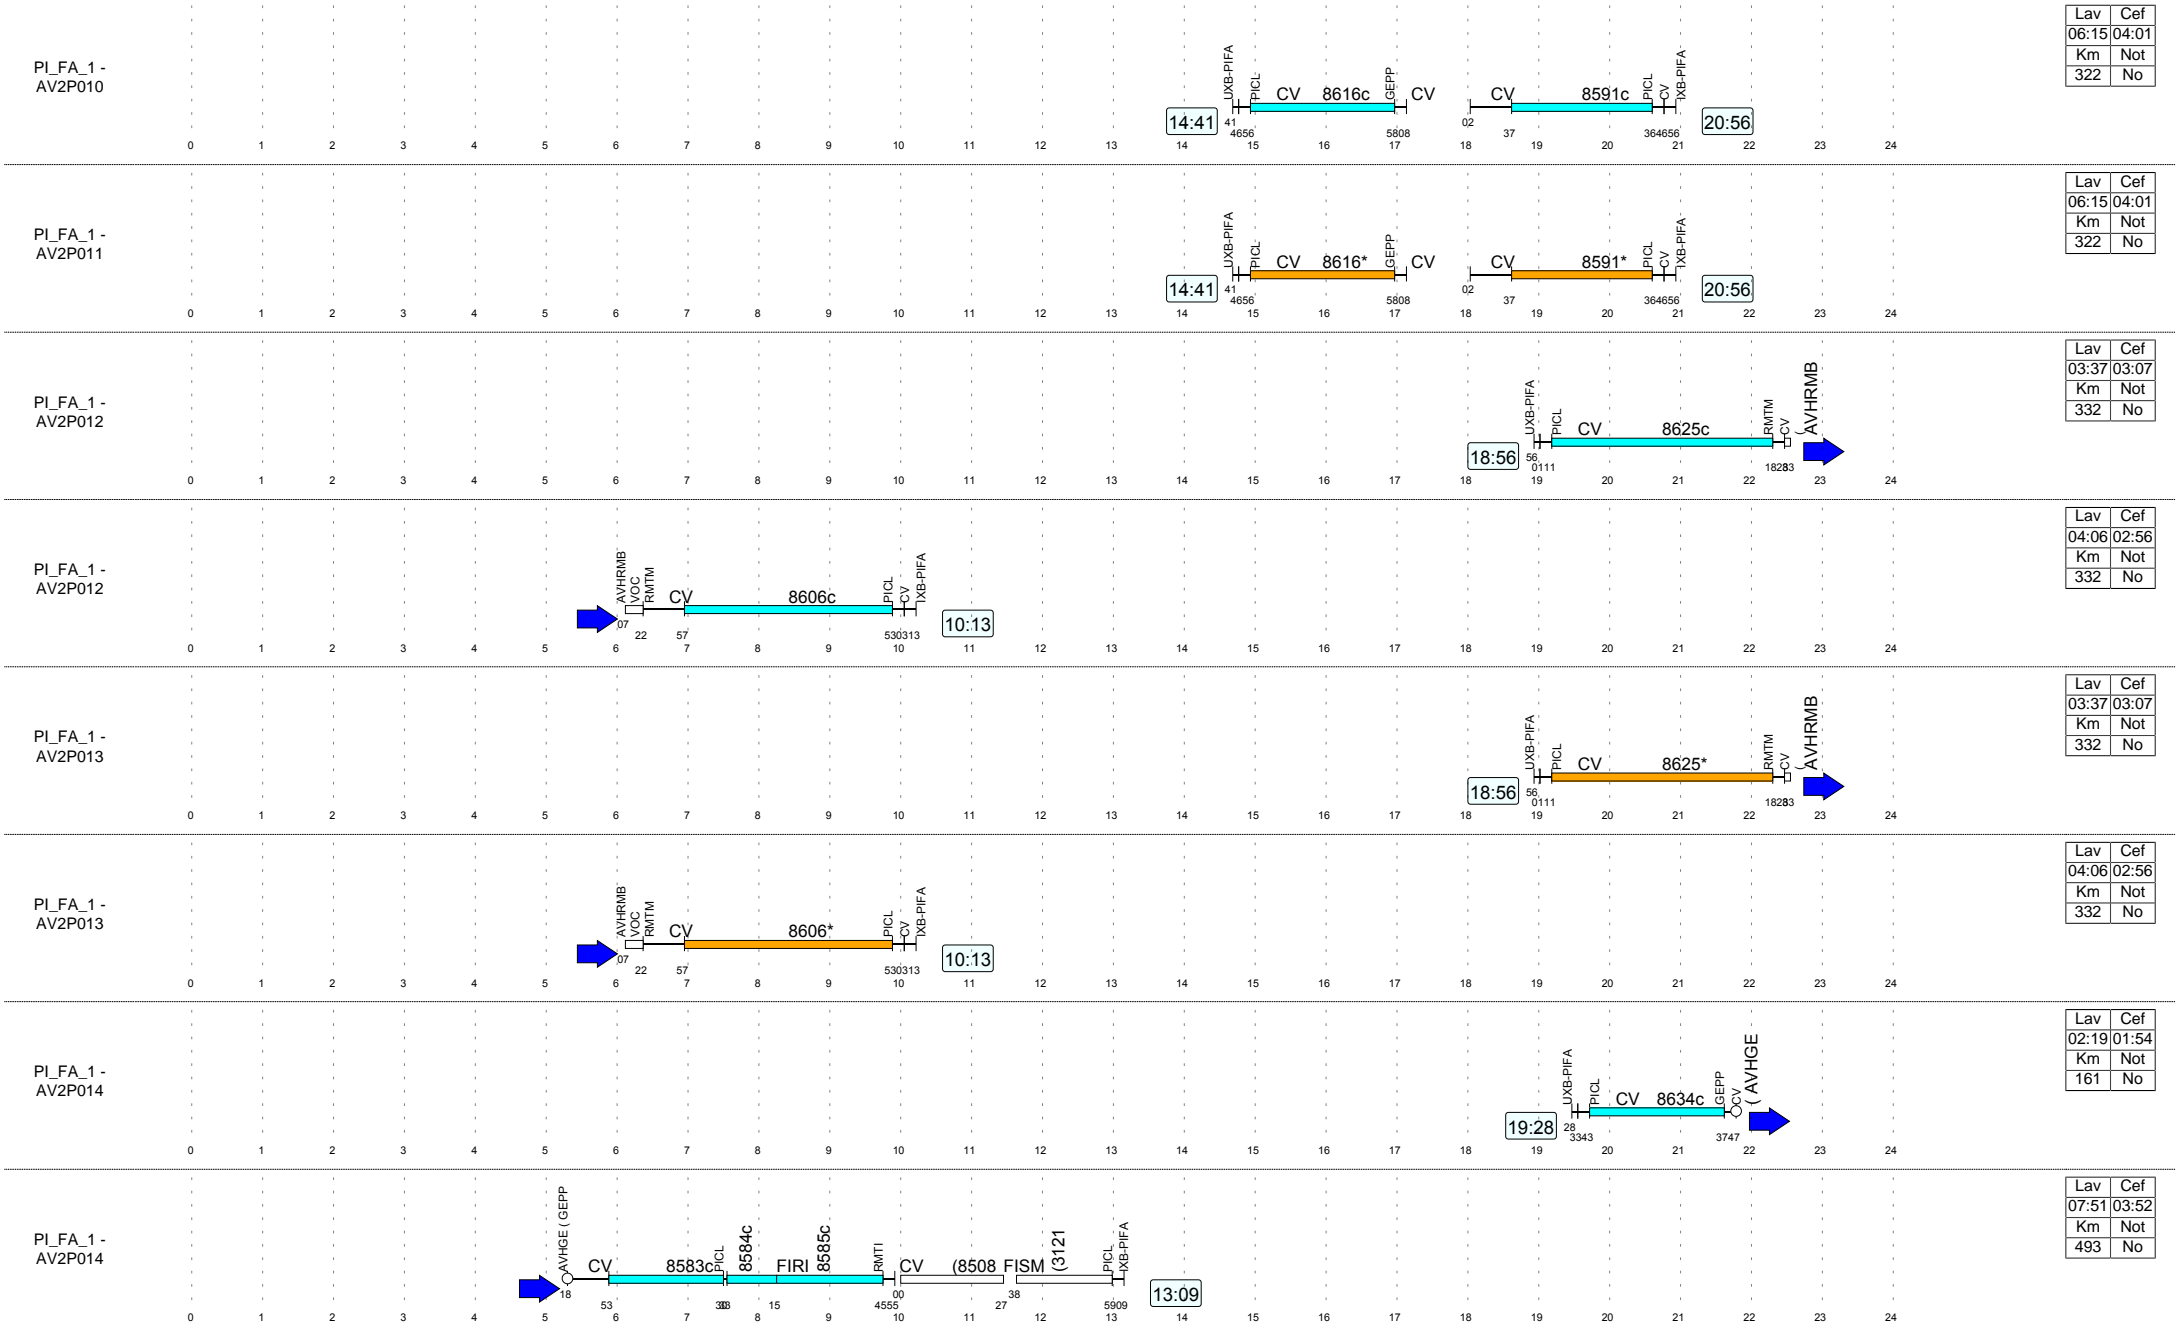 PI_FA_1 -
AV2P010
14:41 UXB-PIFA PICL CV 8616c GEPP CV CV 8591c PICL CV IXB-PIFA 20:56
41 4656 5808 02 37 364656
0 1 2 3 4 5 6 7 8 9 10 11 12 13 14 15 16 17 18 19 20 21 22 23 24
Lav Cef
06:15 04:01
Km Not
322 No
PI_FA_1 -
AV2P011
14:41 UXB-PIFA PICL CV 8616* GEPP CV CV 8591* PICL CV IXB-PIFA 20:56
41 4656 5808 02 37 364656
0 1 2 3 4 5 6 7 8 9 10 11 12 13 14 15 16 17 18 19 20 21 22 23 24
Lav Cef
06:15 04:01
Km Not
322 No
PI_FA_1 -
AV2P012
18:56 UXB-PIFA PICL CV 8625c RMTM CV ( AVHRMB
56 0111 18 28 33
0 1 2 3 4 5 6 7 8 9 10 11 12 13 14 15 16 17 18 19 20 21 22 23 24
Lav Cef
03:37 03:07
Km Not
332 No
PI_FA_1 -
AV2P012
AVHRMB VOC RMTM CV 8606c PICL CV IXB-PIFA 10:13
07 22 57 530313
0 1 2 3 4 5 6 7 8 9 10 11 12 13 14 15 16 17 18 19 20 21 22 23 24
Lav Cef
04:06 02:56
Km Not
332 No
PI_FA_1 -
AV2P013
18:56 UXB-PIFA PICL CV 8625* RMTM CV ( AVHRMB
56 0111 18 28 33
0 1 2 3 4 5 6 7 8 9 10 11 12 13 14 15 16 17 18 19 20 21 22 23 24
Lav Cef
03:37 03:07
Km Not
332 No
PI_FA_1 -
AV2P013
AVHRMB VOC RMTM CV 8606* PICL CV IXB-PIFA 10:13
07 22 57 530313
0 1 2 3 4 5 6 7 8 9 10 11 12 13 14 15 16 17 18 19 20 21 22 23 24
Lav Cef
04:06 02:56
Km Not
332 No
PI_FA_1 -
AV2P014
19:28 UXB-PIFA PICL CV 8634c GEPP CV ( AVHGE
28 3343 3747
0 1 2 3 4 5 6 7 8 9 10 11 12 13 14 15 16 17 18 19 20 21 22 23 24
Lav Cef
02:19 01:54
Km Not
161 No
PI_FA_1 -
AV2P014
AVHGE ( GEPP CV 8583c PICL 8584c FIRI 8585c RMTI CV (8508 FISM (3121 PICL IXB-PIFA 13:09
18 53 30 33 15 4555 00 27 38 5909
0 1 2 3 4 5 6 7 8 9 10 11 12 13 14 15 16 17 18 19 20 21 22 23 24
Lav Cef
07:51 03:52
Km Not
493 No